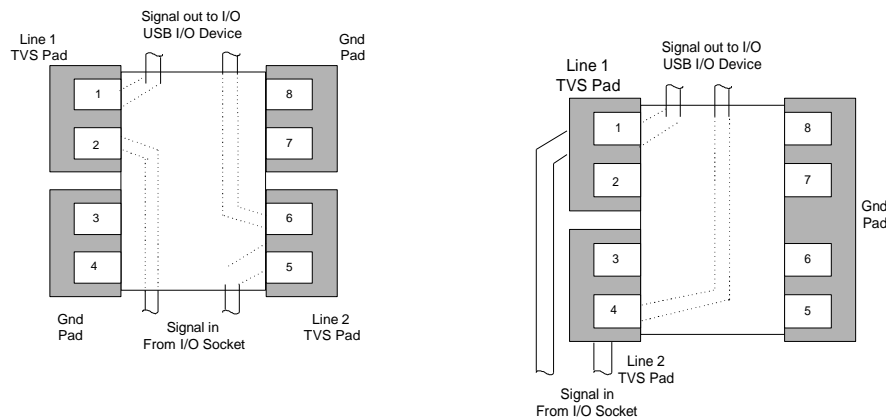 Signal out to I/O
USB I/O Device
Line 1
TVS Pad
Gnd
Pad
1
8
2
7
3
6
4
5
Gnd
Pad
Signal in
From I/O Socket
Line 2
TVS Pad
Signal out to I/O
USB I/O Device
Line 1
TVS Pad
1
8
2
7
Gnd
Pad
3
6
4
5
Line 2
TVS Pad
Signal in
From I/O Socket